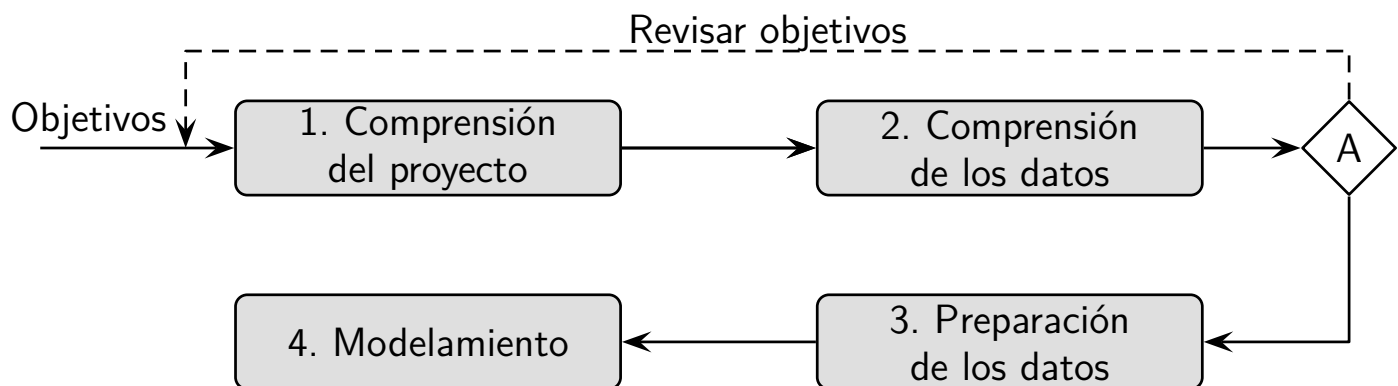 Revisar objetivos
Objetivos
1. Comprensión
del proyecto
2. Comprensión
de los datos
A
3. Preparación
de los datos
4. Modelamiento